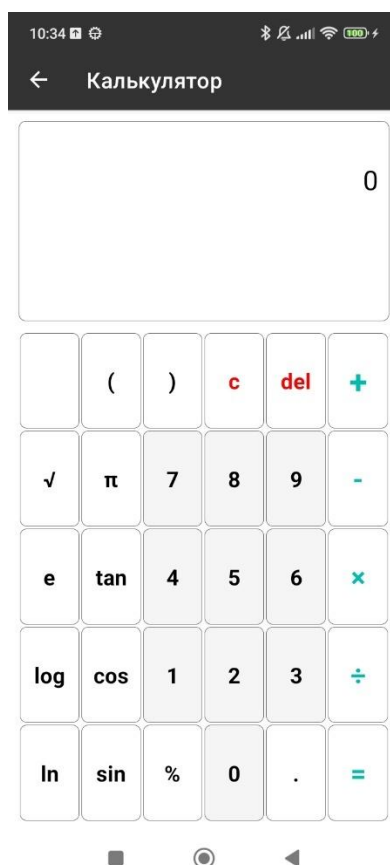 10:34 100
Калькулятор
0
( ) c del +
√ π 7 8 9 -
e tan 4 5 6 ×
log cos 1 2 3 ÷
ln sin % 0 . =